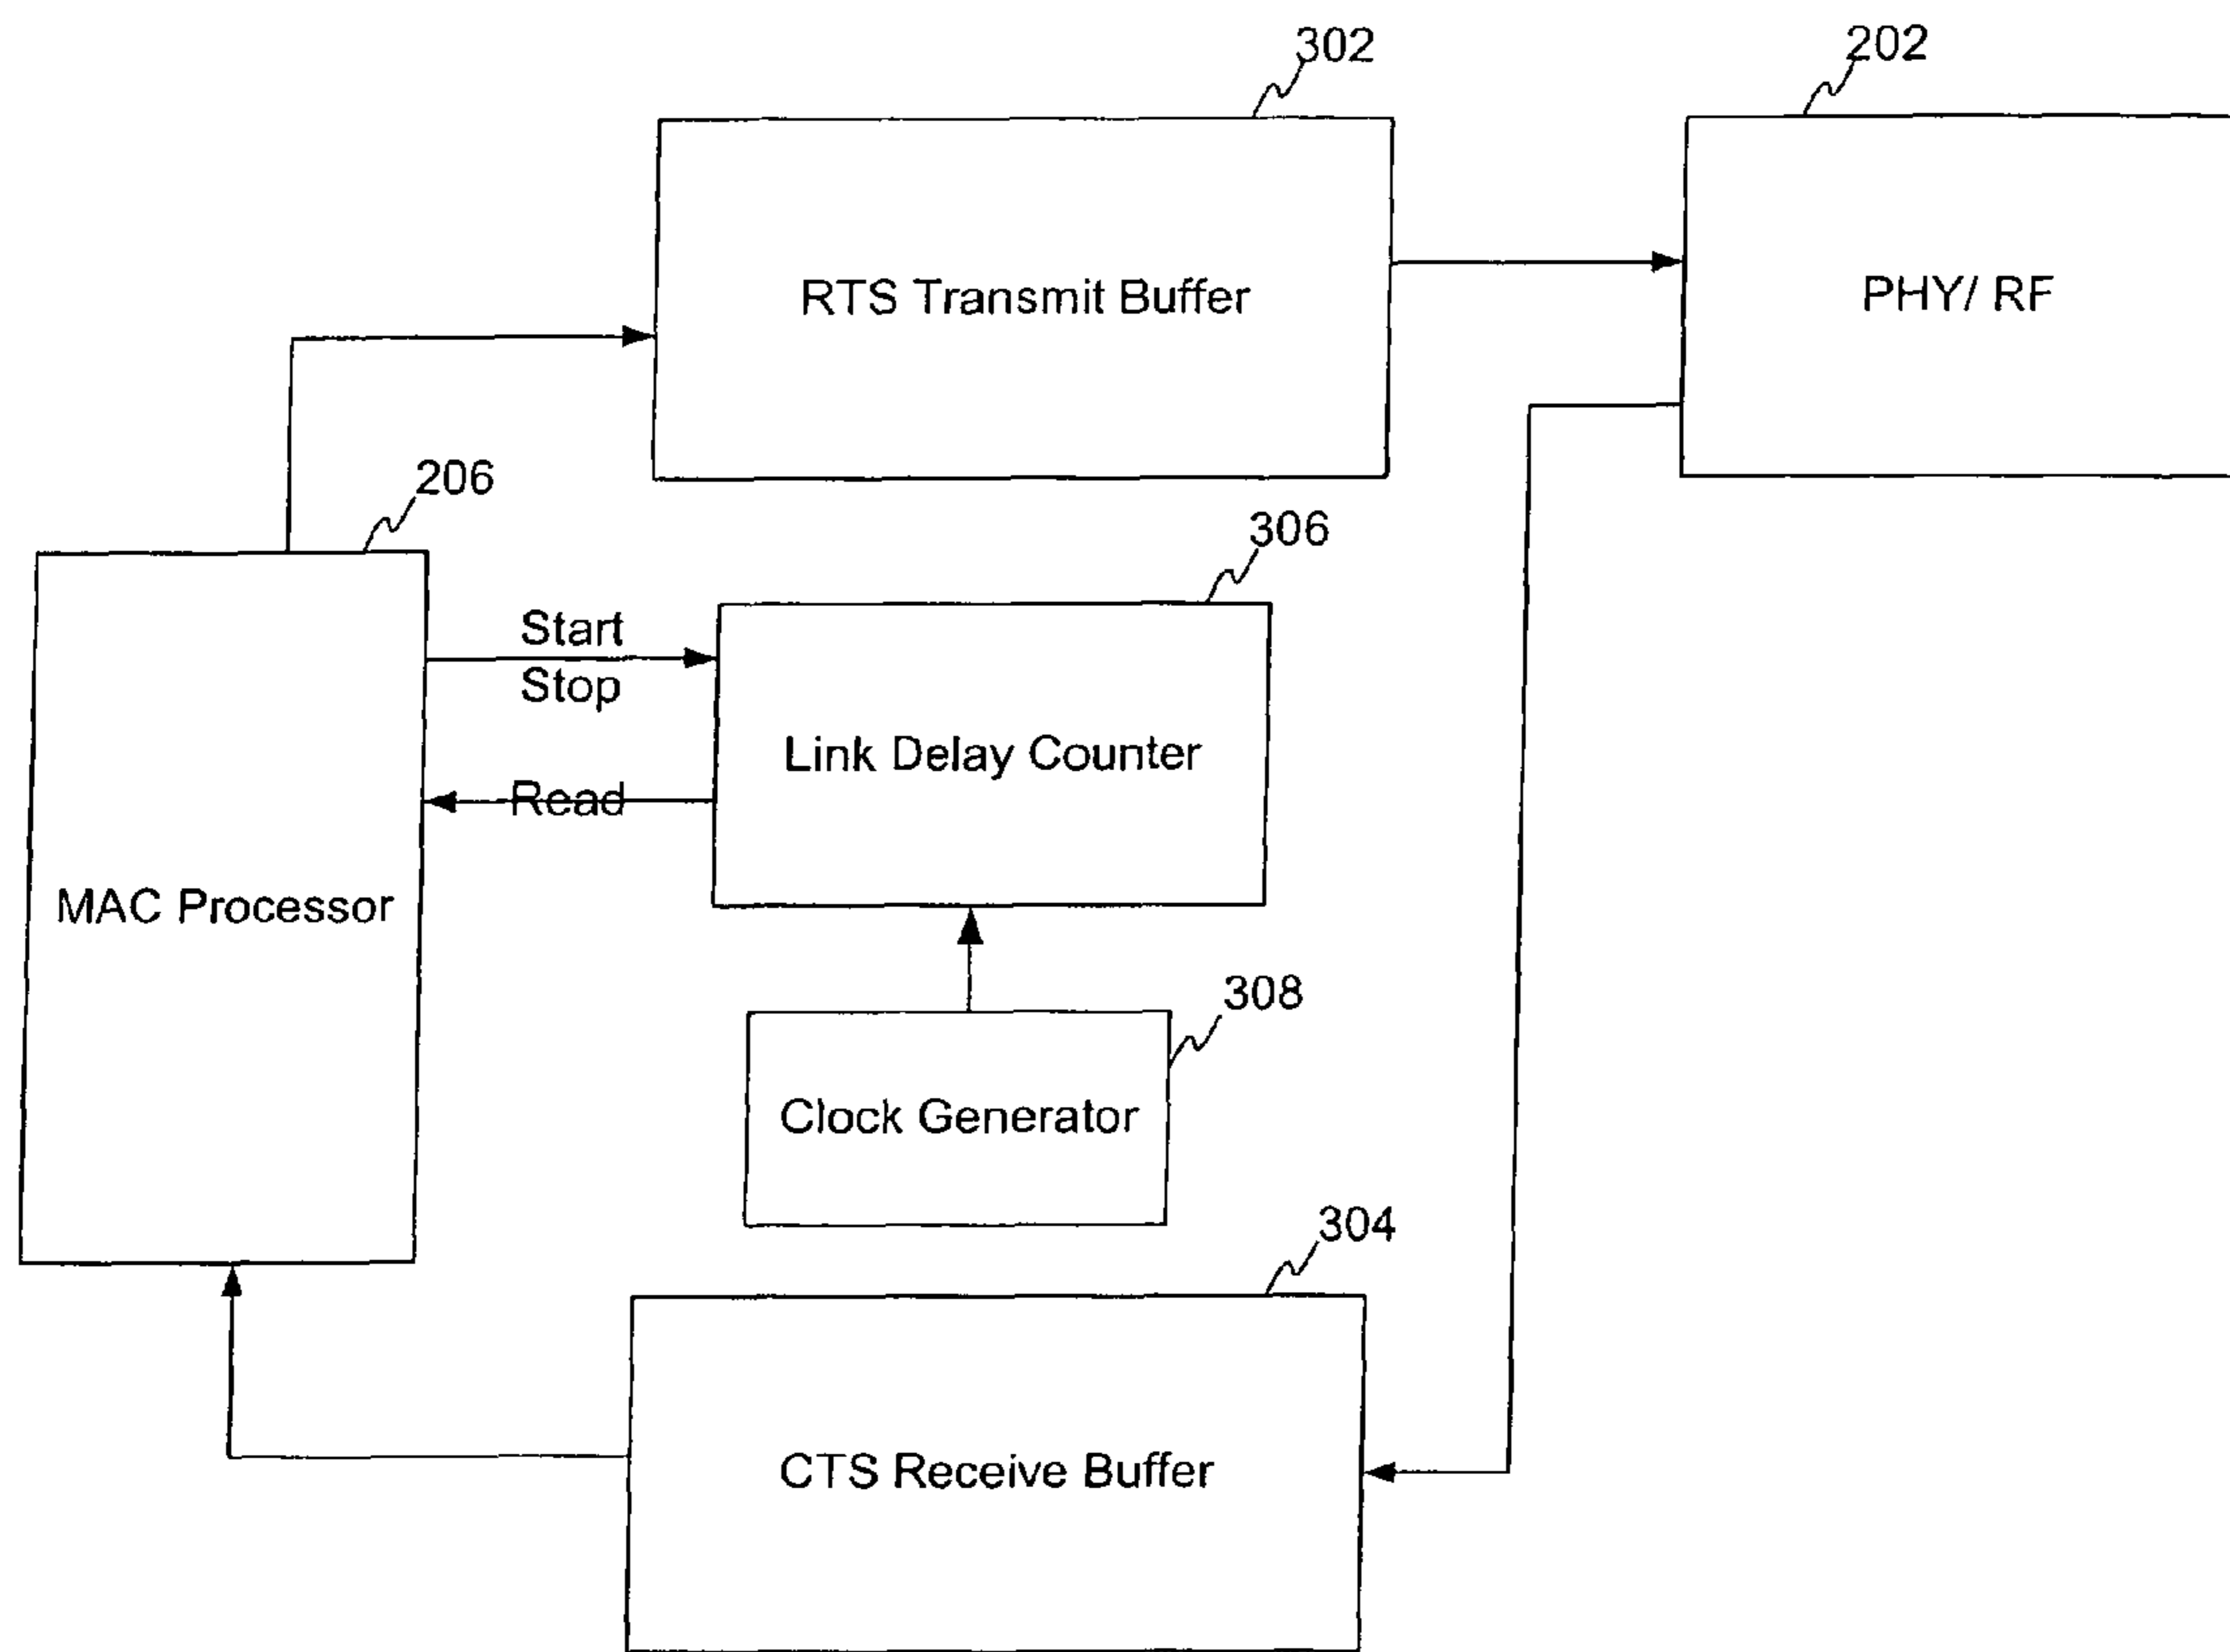 302
202
RTS Transmit Buffer
PHY/ RF
206
306
Start
Stop
Link Delay Counter
Read
MAC Processor
308
Clock Generator
304
CTS Receive Buffer